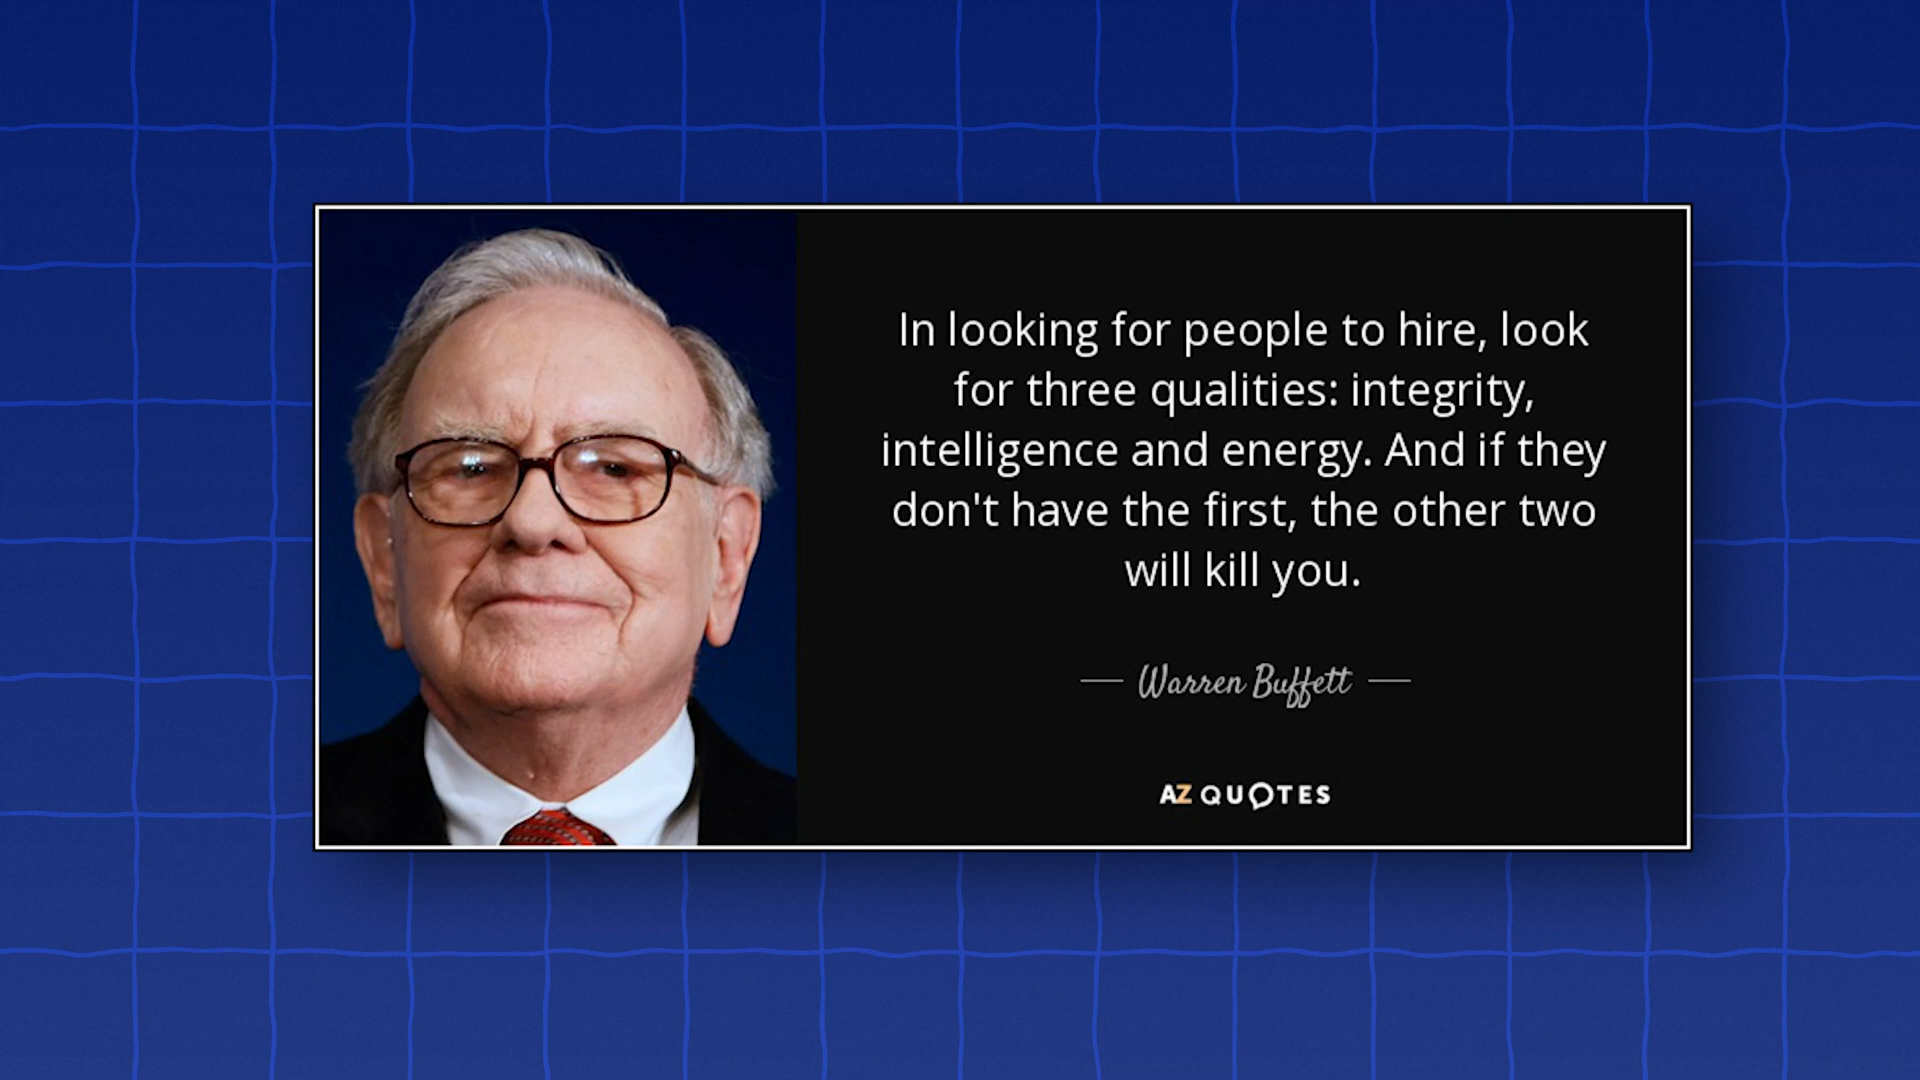 In looking for people to hire, look
for three qualities: integrity,
intelligence and energy. And if they
don't have the first, the other two
will kill you.
Warren Buffett
AZ QUOTES